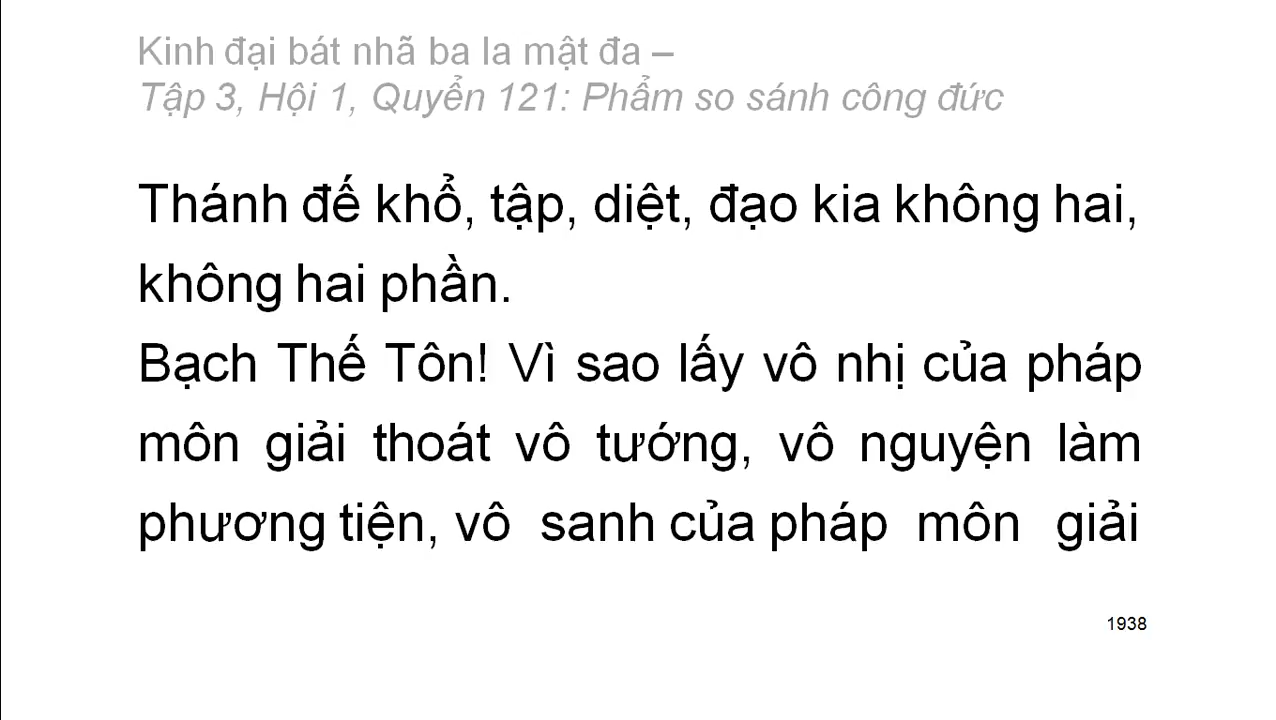 Kinh đại bát nhã ba la mật đa –
Tập 3, Hội 1, Quyển 121: Phẩm so sánh công đức
Thánh đế khổ, tập, diệt, đạo kia không hai,
không hai phần.
Bạch Thế Tôn! Vì sao lấy vô nhị của pháp
môn giải thoát vô tướng, vô nguyện làm
phương tiện, vô sanh của pháp môn giải
1938